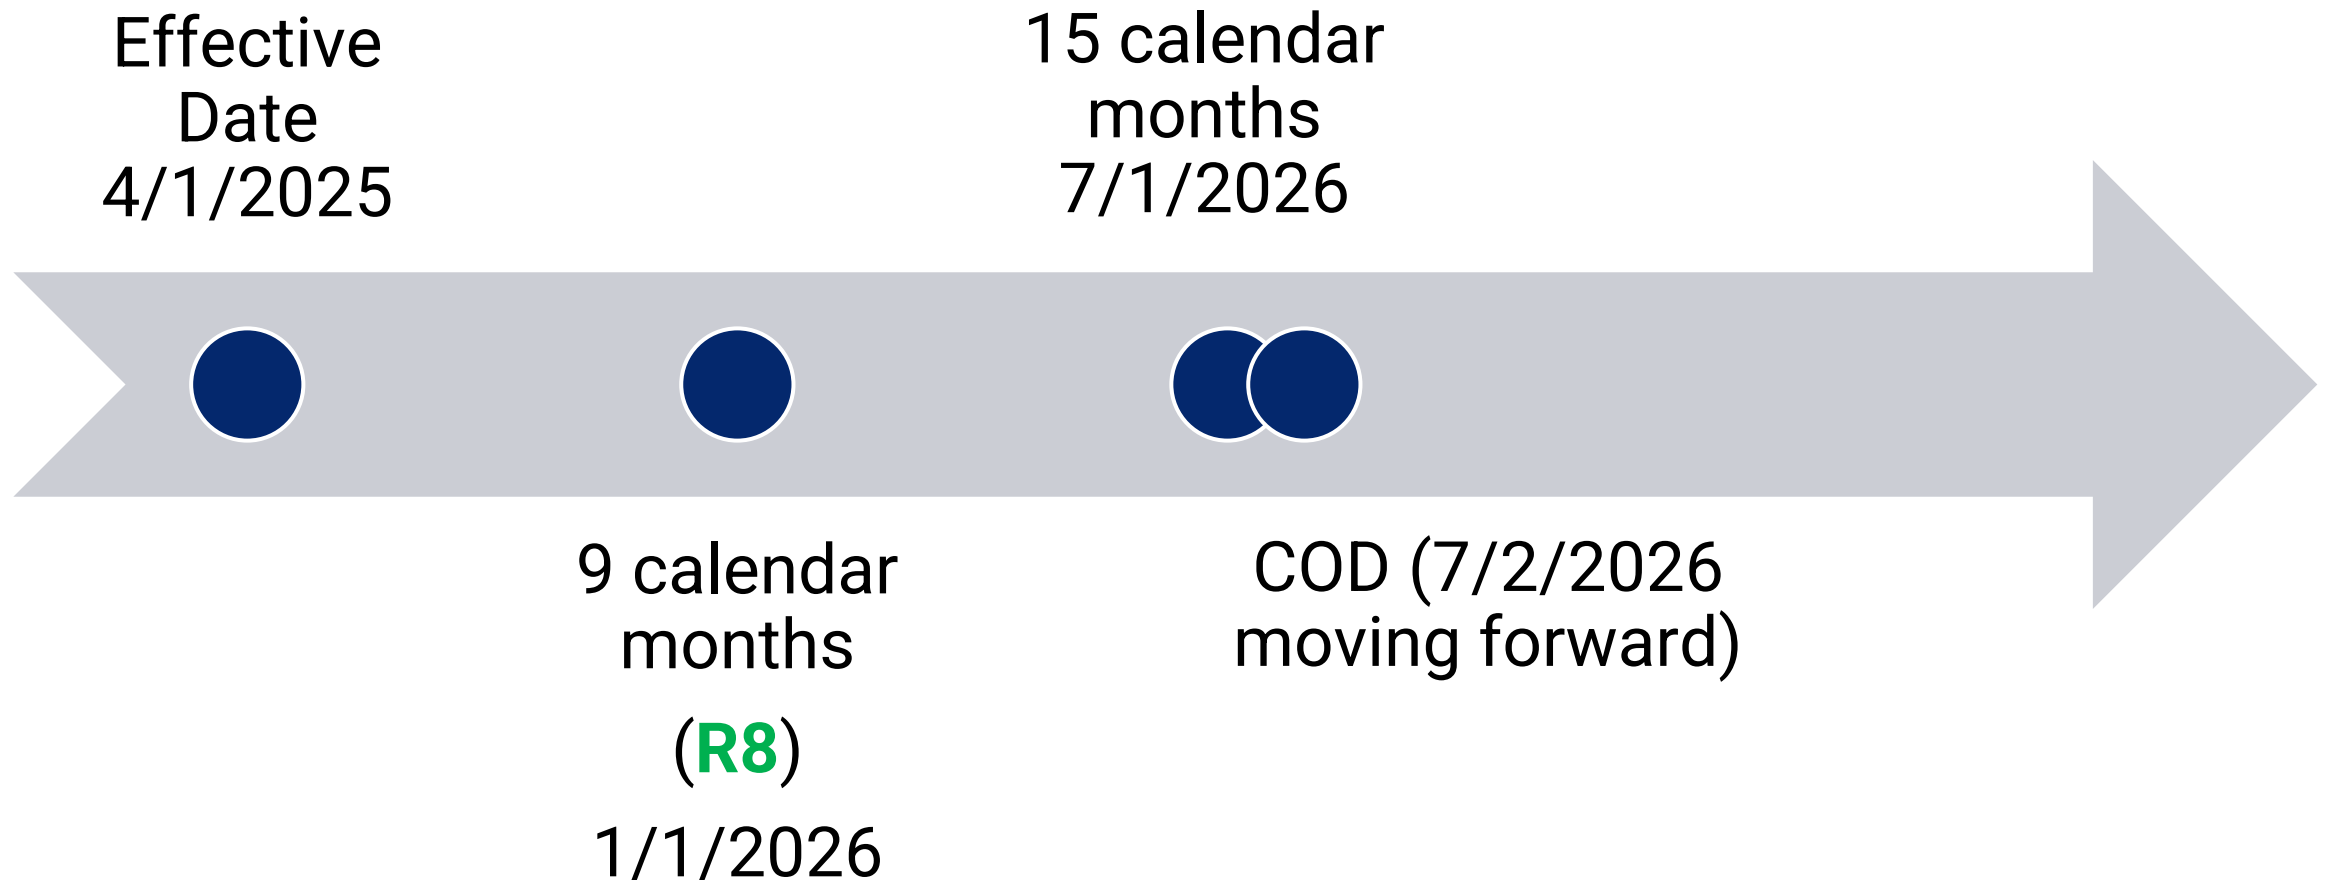 Effective
Date
4/1/2025
15 calendar
months
7/1/2026
9 calendar
months
(R8)
1/1/2026
COD (7/2/2026
moving forward)